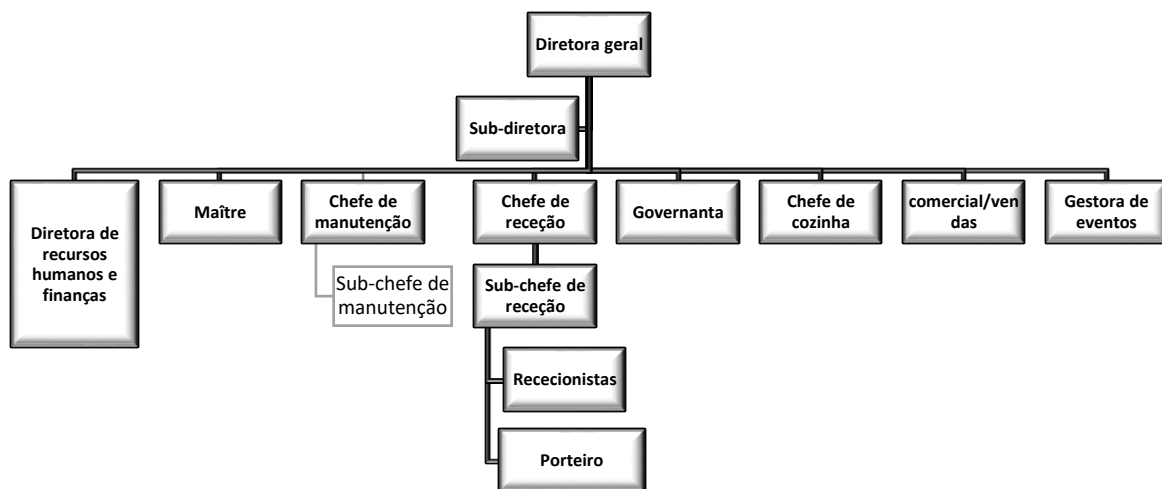 Diretora geral
Sub-diretora
Diretora de
recursos
humanos e
finanças
Maître
Chefe de
manutenção
Sub-chefe de
manutenção
Chefe de
receção
Sub-chefe de
receção
Rececionistas
Porteiro
Governanta
Chefe de
cozinha
comercial/ven
das
Gestora de
eventos